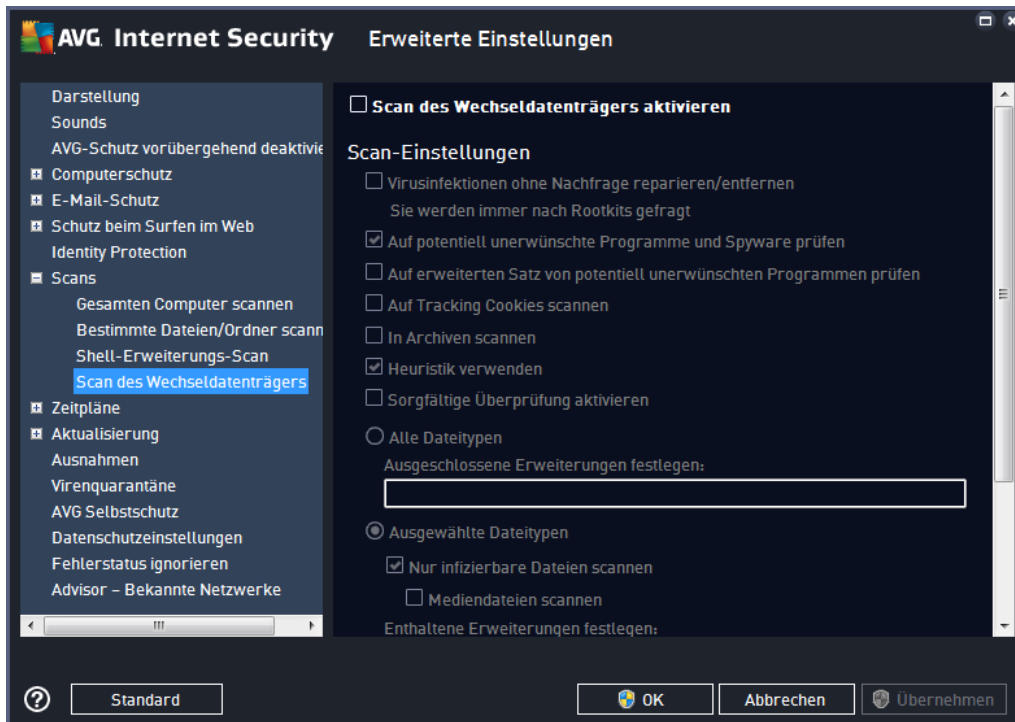 AVG. Internet Security Erweiterte Einstellungen
Darstellung
Sounds
AVG-Schutz vorübergehend deaktivie
Computerschutz
E-Mail-Schutz
Schutz beim Surfen im Web
Identity Protection
Scans
Gesamten Computer scannen
Bestimmte Dateien/Ordner scann
Shell-Erweiterungs-Scan
Scan des Wechseldatenträgers
Zeitpläne
Aktualisierung
Ausnahmen
Virenquarantäne
AVG Selbstschutz
Datenschutzeinstellungen
Fehlerstatus ignorieren
Advisor – Bekannte Netzwerke
Scan des Wechseldatenträgers aktivieren
Scan-Einstellungen
Virusinfektionen ohne Nachfrage reparieren/entfernen
Sie werden immer nach Rootkits gefragt
Auf potentiell unerwünschte Programme und Spyware prüfen
Auf erweiterten Satz von potentiell unerwünschten Programmen prüfen
Auf Tracking Cookies scannen
In Archiven scannen
Heuristik verwenden
Sorgfältige Überprüfung aktivieren
Alle Dateitypen
Ausgeschlossene Erweiterungen festlegen:
Ausgewählte Dateitypen
Nur infizierbare Dateien scannen
Mediendateien scannen
Enthaltene Erweiterungen festlegen:
? Standard OK Abbrechen Übernehmen